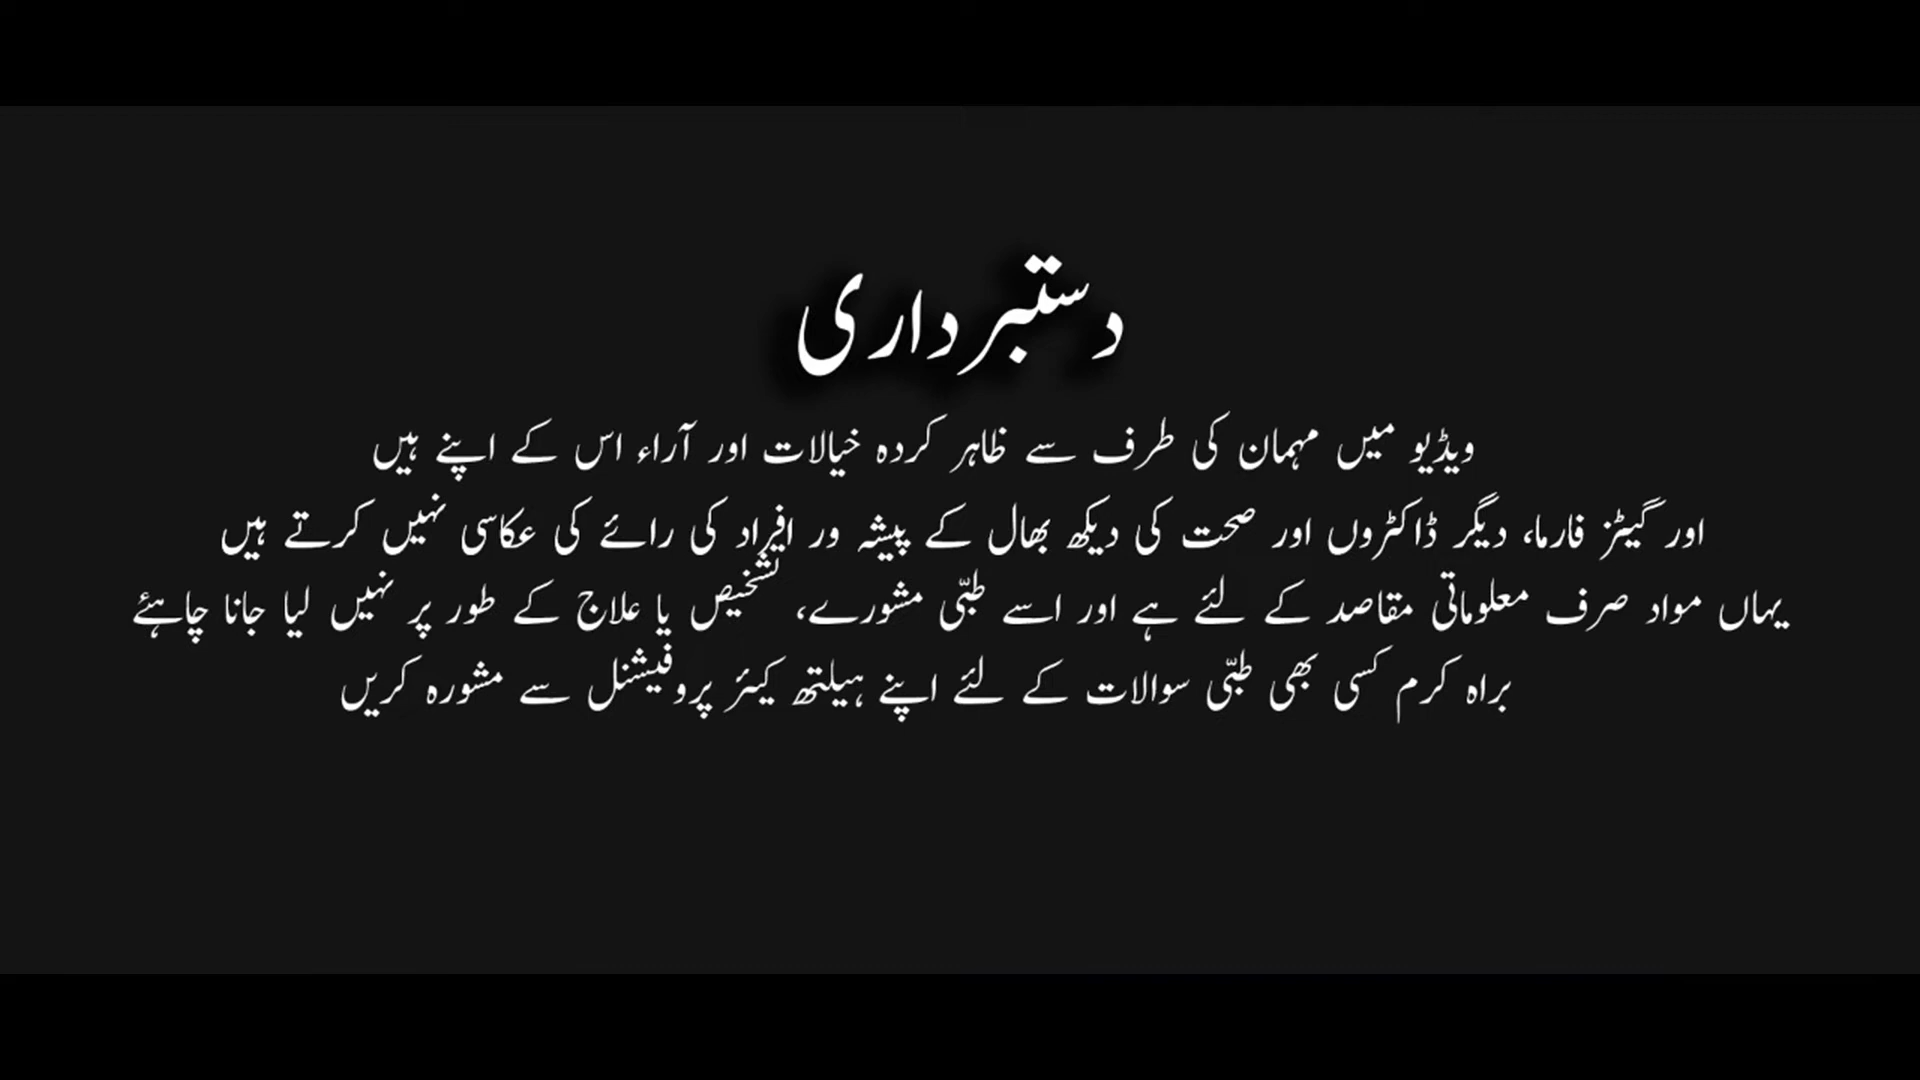 دستبرداری
ویڈیو میں مہمان کی طرف سے ظاہر کردہ خیالات اور آراء اس کے اپنے ہیں
اور گیٹز فارما، دیگر ڈاکٹروں اور صحت کی دیکھ بھال کے پیشہ ور افراد کی رائے کی عکاسی نہیں کرتے ہیں
یہاں مواد صرف معلوماتی مقاصد کے لئے ہے اور اسے طبّی مشورے، تشخیص یا علاج کے طور پر نہیں لیا جانا چاہئے
براہ کرم کسی بھی طبّی سوالات کے لئے اپنے ہیلتھ کیئر پروفیشنل سے مشورہ کریں